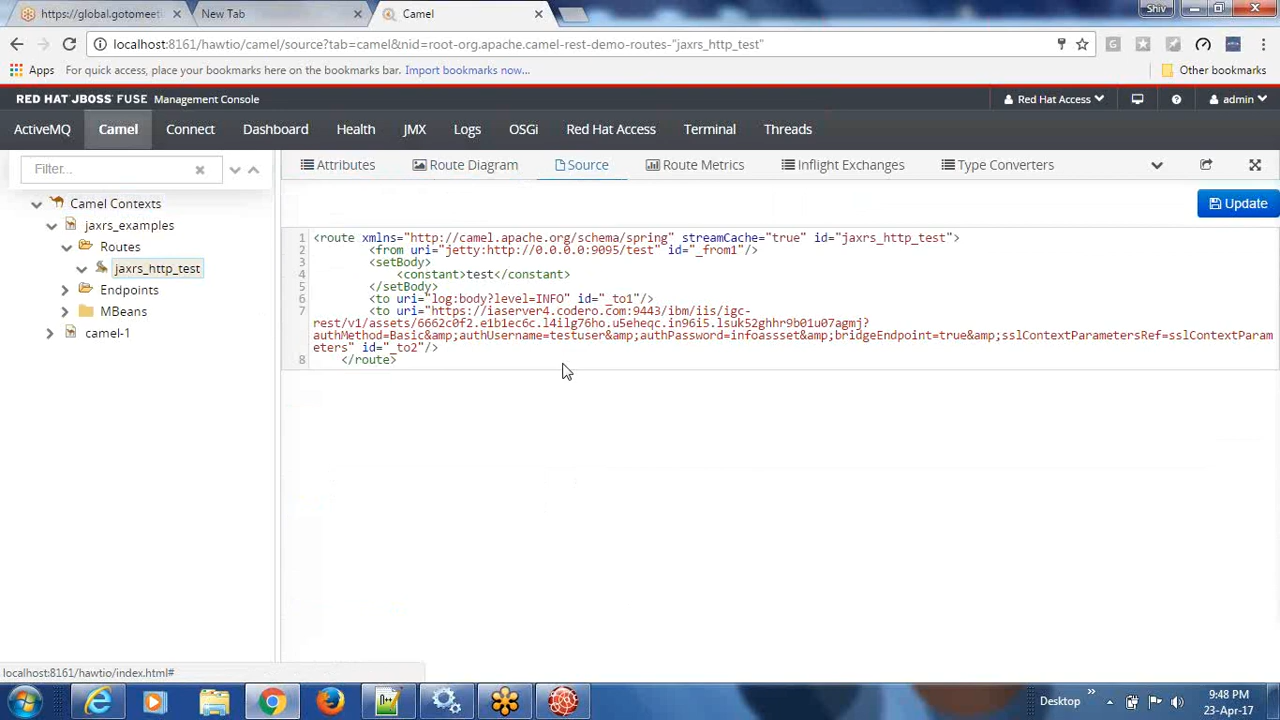 https://global.gotomeeti
New Tab
Camel
Shiv
localhost:8161/hawtio/camel/source?tab=camel&nid=root-org.apache.camel-rest-demo-routes-"jaxrs_http_test"
Apps
For quick access, place your bookmarks here on the bookmarks bar. Import bookmarks now...
Other bookmarks
RED HAT JBOSS FUSE Management Console
Red Hat Access
admin
ActiveMQ
Camel
Connect
Dashboard
Health
JMX
Logs
OSGi
Red Hat Access
Terminal
Threads
Filter...
Attributes
Route Diagram
Source
Route Metrics
Inflight Exchanges
Type Converters
Update
Camel Contexts
jaxrs_examples
Routes
jaxrs_http_test
Endpoints
MBeans
camel-1
1 <route xmlns="http://camel.apache.org/schema/spring" streamCache="true" id="jaxrs_http_test">
2 <from uri="jetty:http://0.0.0.0:9095/test" id="_from1"/>
3 <setBody>
4 <constant>test</constant>
5 </setBody>
6 <to uri="log:body?level=INFO" id="_to1"/>
7 <to uri="https://iaserver4.codero.com:9443/ibm/iis/igc-
rest/v1/assets/6662c0f2.e1b1ec6c.l4ilg76ho.u5eheqc.in96i5.lsuk52ghhr9b01u07agmj?
authMethod=Basic&amp;authUsername=testuser&amp;authPassword=infoassset&amp;bridgeEndpoint=true&amp;sslContextParametersRef=sslContextParam
eters" id="_to2"/>
8 </route>
localhost:8161/hawtio/index.html#
Desktop
9:48 PM
23-Apr-17